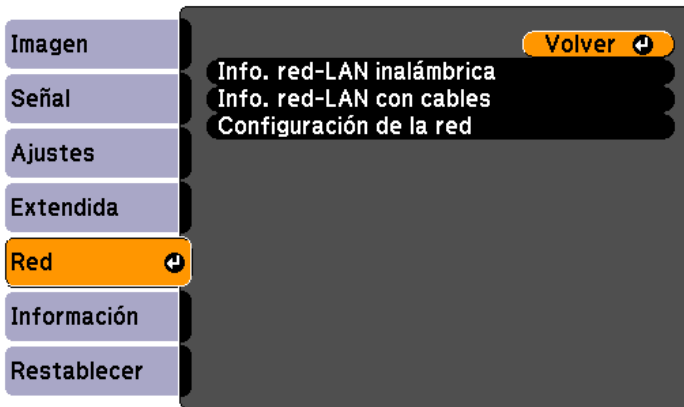 Imagen
Señal
Ajustes
Extendida
Red
Información
Restablecer
Volver
Info. red-LAN inalámbrica
Info. red-LAN con cables
Configuración de la red